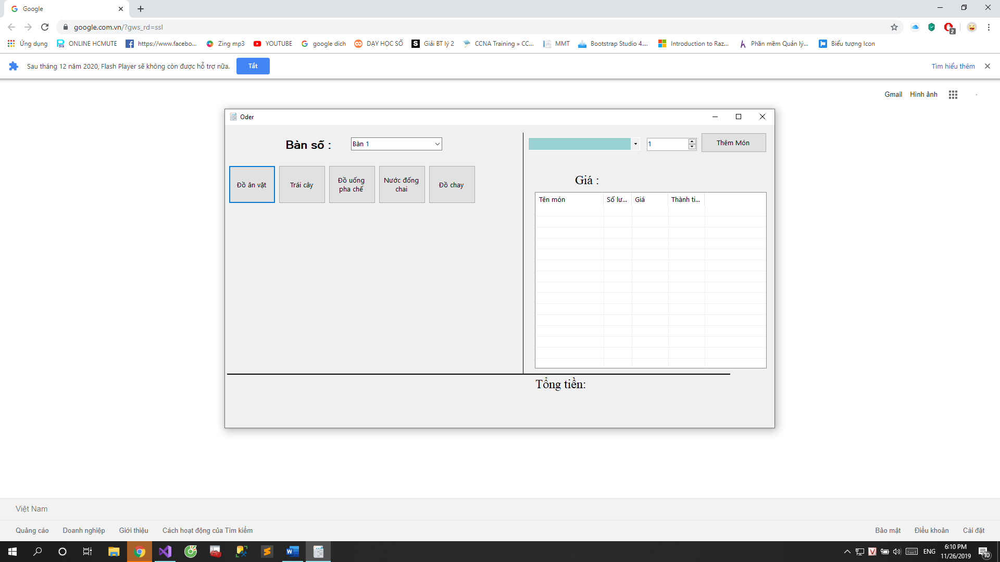 Google
google.com.vn/?gws_rd=ssl
2
Ứng dụng
ONLINE HCMUTE
https://www.facebo...
Zing mp3
YOUTUBE
google dich
DẠY HỌC SỐ
Giải BT lý 2
CCNA Training » CC...
MMT
Bootstrap Studio 4....
Introduction to Raz...
Phần mềm Quản lý...
Biểu tượng Icon
Sau tháng 12 năm 2020, Flash Player sẽ không còn được hỗ trợ nữa.
Tắt
Tìm hiểu thêm
Gmail
Hình ảnh
Oder
Bàn số :
Bàn 1
1
Thêm Món
Đồ ăn vặt
Trái cây
Đồ uống
pha chế
Nước đống
chai
Đồ chay
Giá :
Tên món
Số lư...
Giá
Thành ti...
Tổng tiền:
Việt Nam
Quảng cáo
Doanh nghiệp
Giới thiệu
Cách hoạt động của Tìm kiếm
Bảo mật
Điều khoản
Cài đặt
ENG
6:10 PM
11/26/2019
10